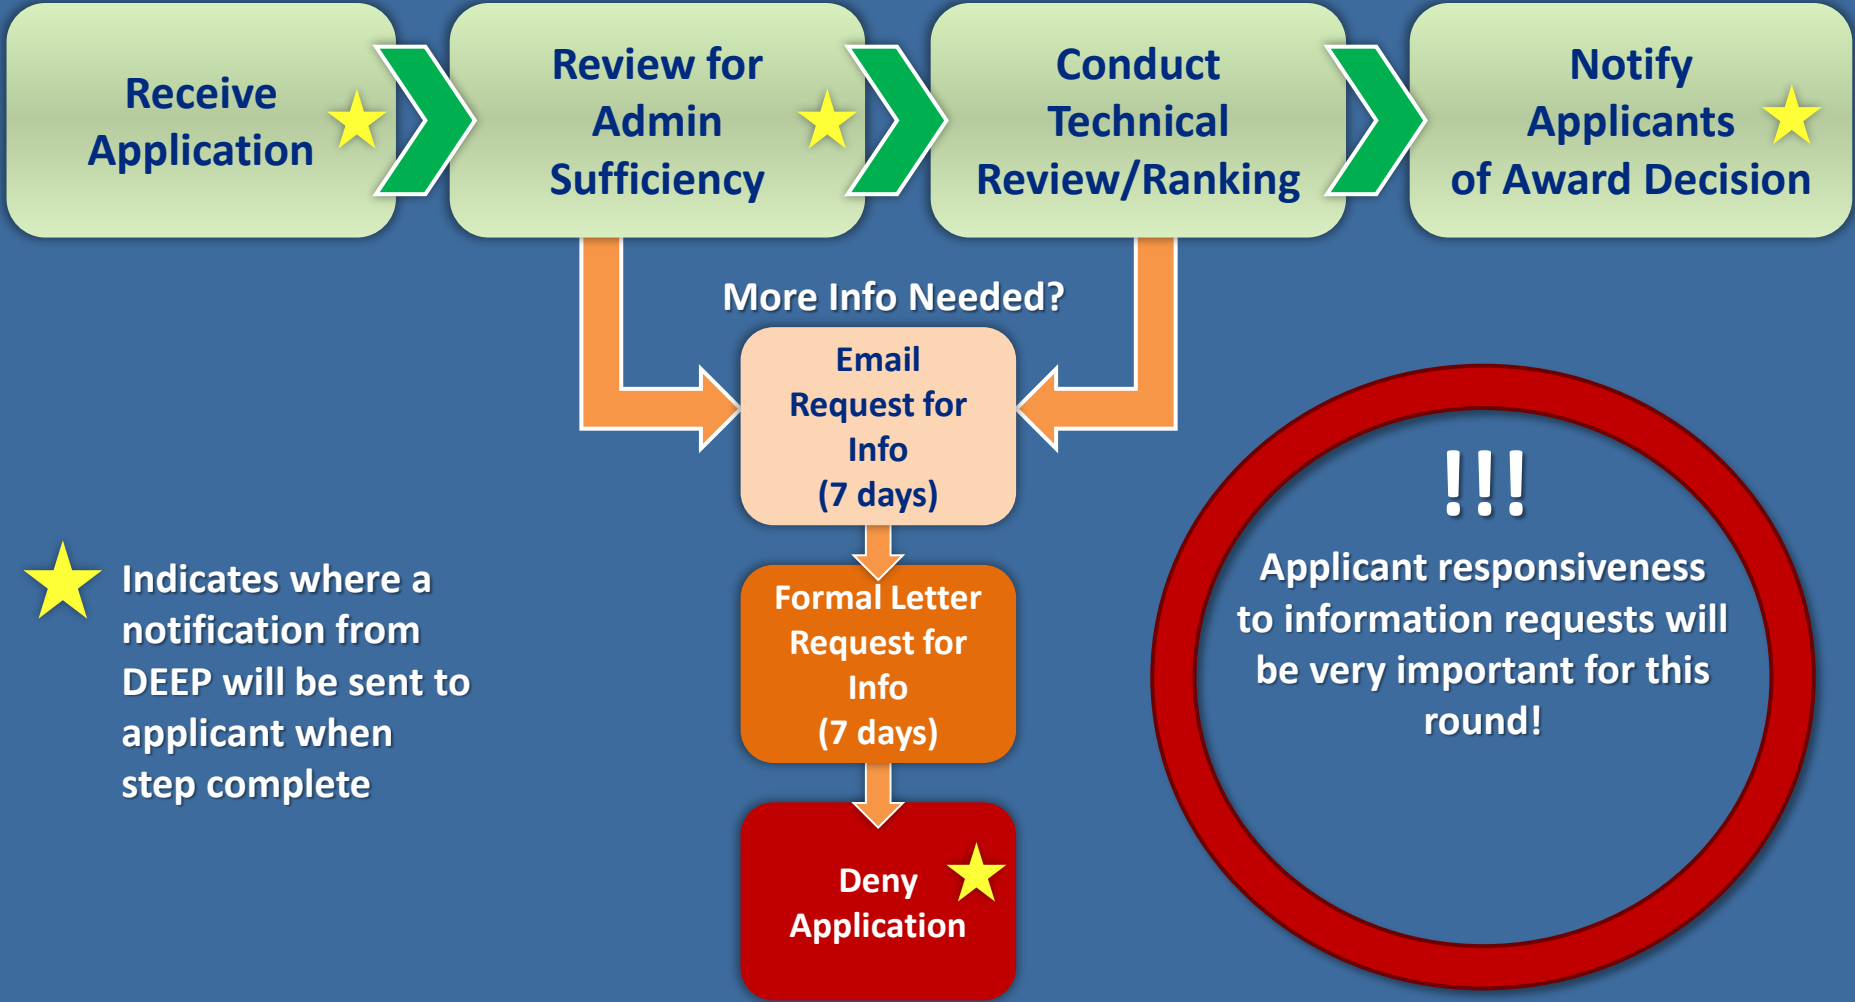 Receive
Application
Review for
Admin
Sufficiency
Conduct
Technical
Review/Ranking
Notify
Applicants
of Award Decision
More Info Needed?
Email
Request for
Info
(7 days)
Formal Letter
Request for
Info
(7 days)
Deny
Application
Indicates where a
notification from
DEEP will be sent to
applicant when
step complete
!!!
Applicant responsiveness
to information requests will
be very important for this
round!